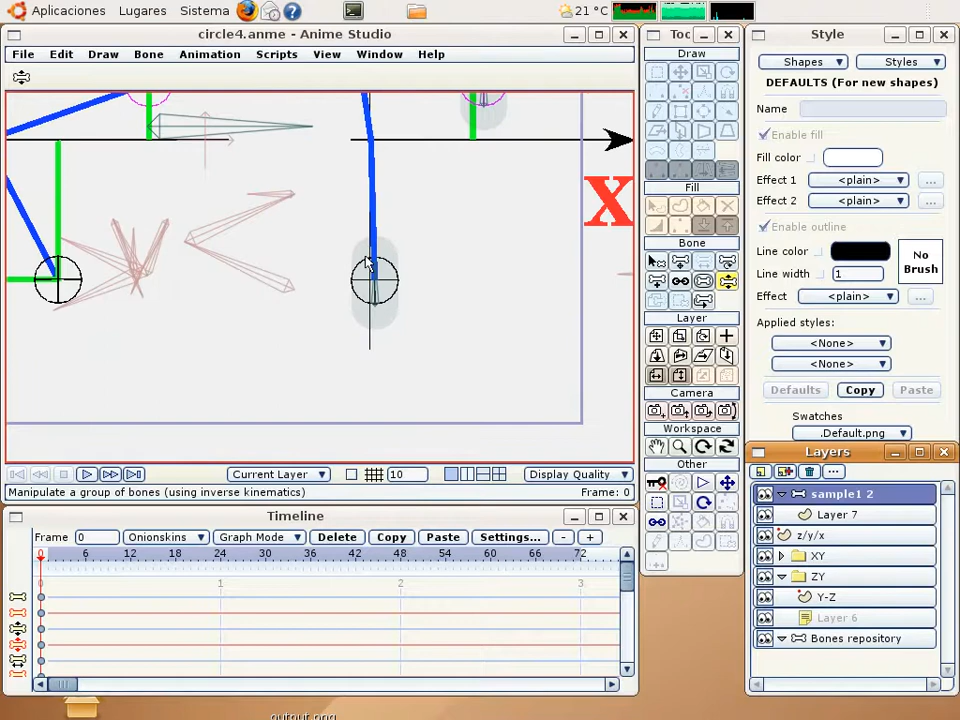 Aplicaciones Lugares Sistema 21 °C
circle4.anme - Anime Studio
File Edit Draw Bone Animation Scripts View Window Help
X
Current Layer 10 Display Quality
Manipulate a group of bones (using inverse kinematics) Frame: 0
Timeline
Frame 0 Onionskins Graph Mode Delete Copy Paste Settings... - +
0 6 12 18 24 30 36 42 48 54 60 66 72
0 1 2 3
output.png
Draw
Fill
Bone
Layer
Camera
Workspace
Other
Style
Shapes Styles
DEFAULTS (For new shapes)
Name
Enable fill
Fill color
Effect 1 <plain> ...
Effect 2 <plain> ...
Enable outline
Line color
No Brush
Line width 1
Effect <plain> ...
Applied styles:
<None>
<None>
Defaults Copy Paste
Swatches
.Default.png
Layers
sample1 2
Layer 7
z/y/x
XY
ZY
Y-Z
Layer 6
Bones repository